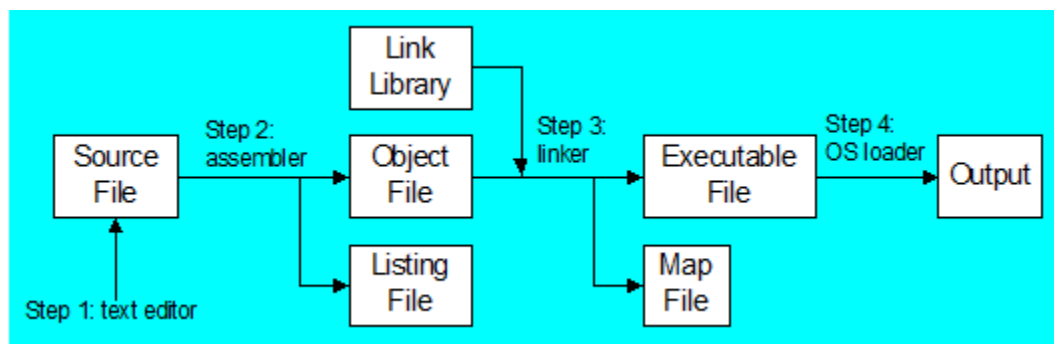 Link
Library
Step 2:
assembler
Step 3:
linker
Step 4:
OS loader
Source
File
Object
File
Executable
File
Output
Listing
File
Map
File
Step 1: text editor